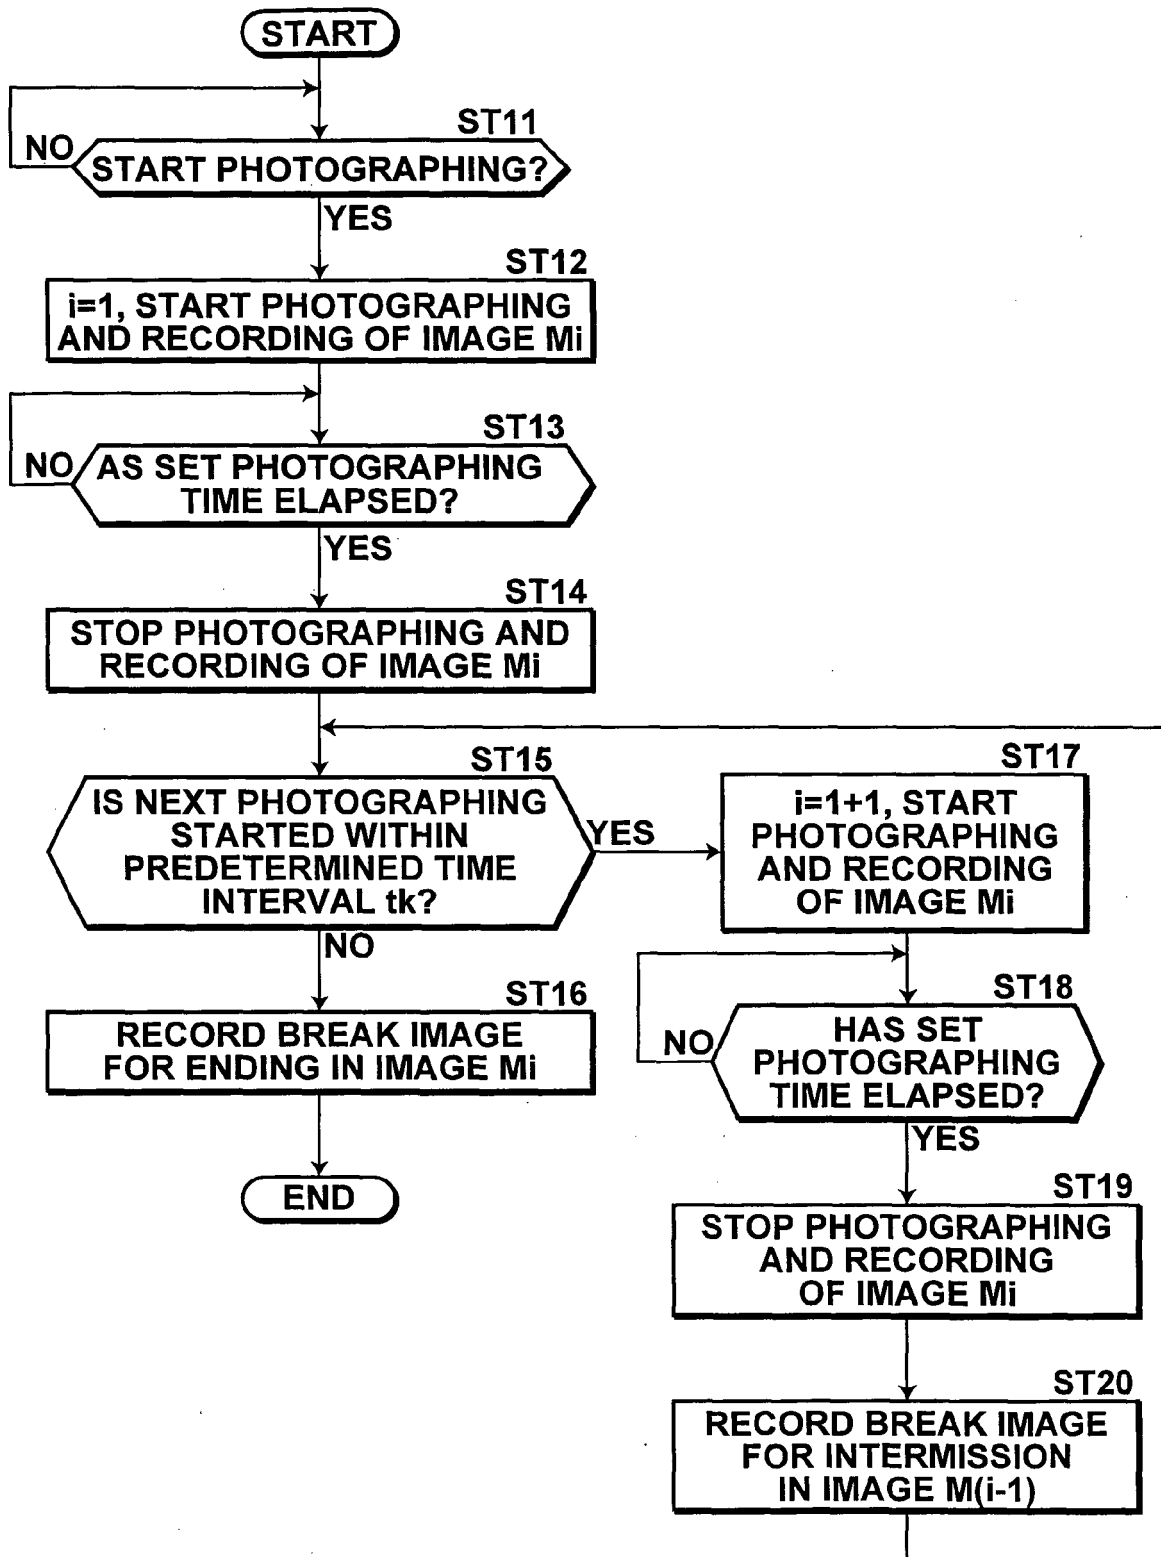 START
ST11
NO
START PHOTOGRAPHING?
YES
ST12
i=1, START PHOTOGRAPHING
AND RECORDING OF IMAGE Mi
ST13
NO
AS SET PHOTOGRAPHING
TIME ELAPSED?
YES
ST14
STOP PHOTOGRAPHING AND
RECORDING OF IMAGE Mi
ST15
IS NEXT PHOTOGRAPHING
STARTED WITHIN
PREDETERMINED TIME
INTERVAL tk?
YES
NO
ST16
RECORD BREAK IMAGE
FOR ENDING IN IMAGE Mi
END
ST17
i=1+1, START
PHOTOGRAPHING
AND RECORDING
OF IMAGE Mi
ST18
NO
HAS SET
PHOTOGRAPHING
TIME ELAPSED?
YES
ST19
STOP PHOTOGRAPHING
AND RECORDING
OF IMAGE Mi
ST20
RECORD BREAK IMAGE
FOR INTERMISSION
IN IMAGE M(i-1)